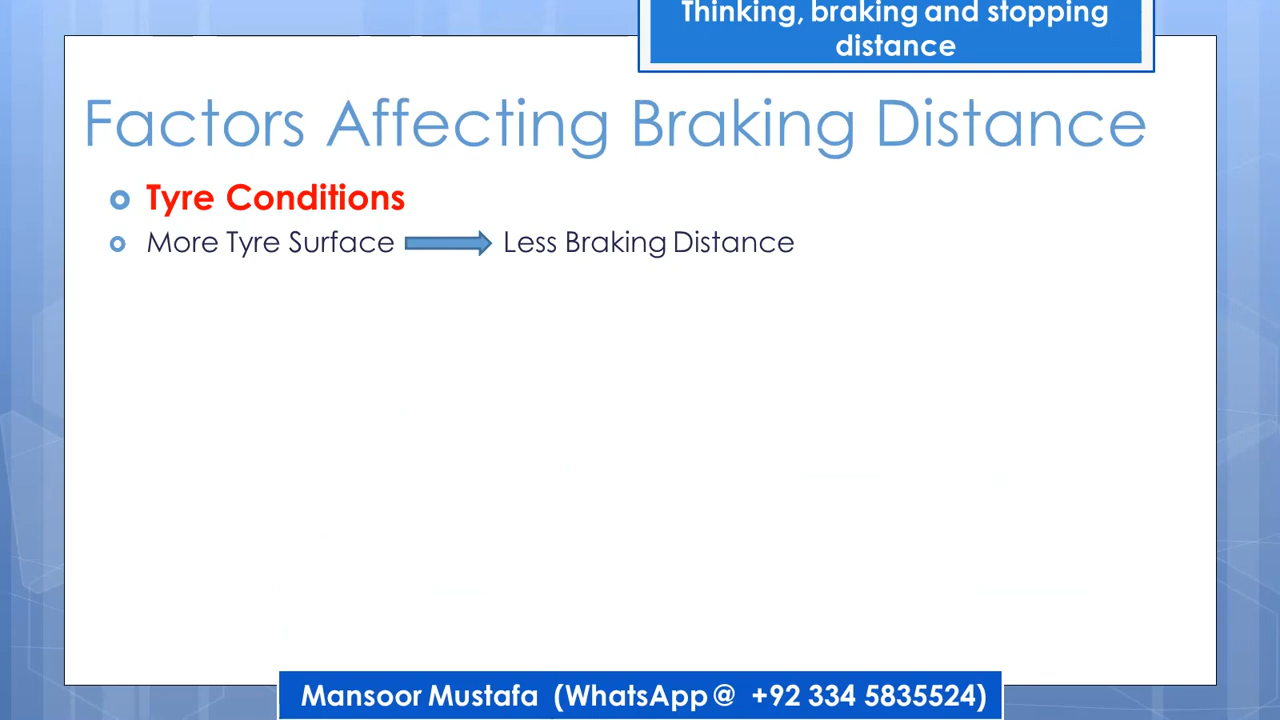 Thinking, braking and stopping
distance
Factors Affecting Braking Distance
Tyre Conditions
More Tyre Surface Less Braking Distance
Mansoor Mustafa (WhatsApp@ +92 334 5835524)